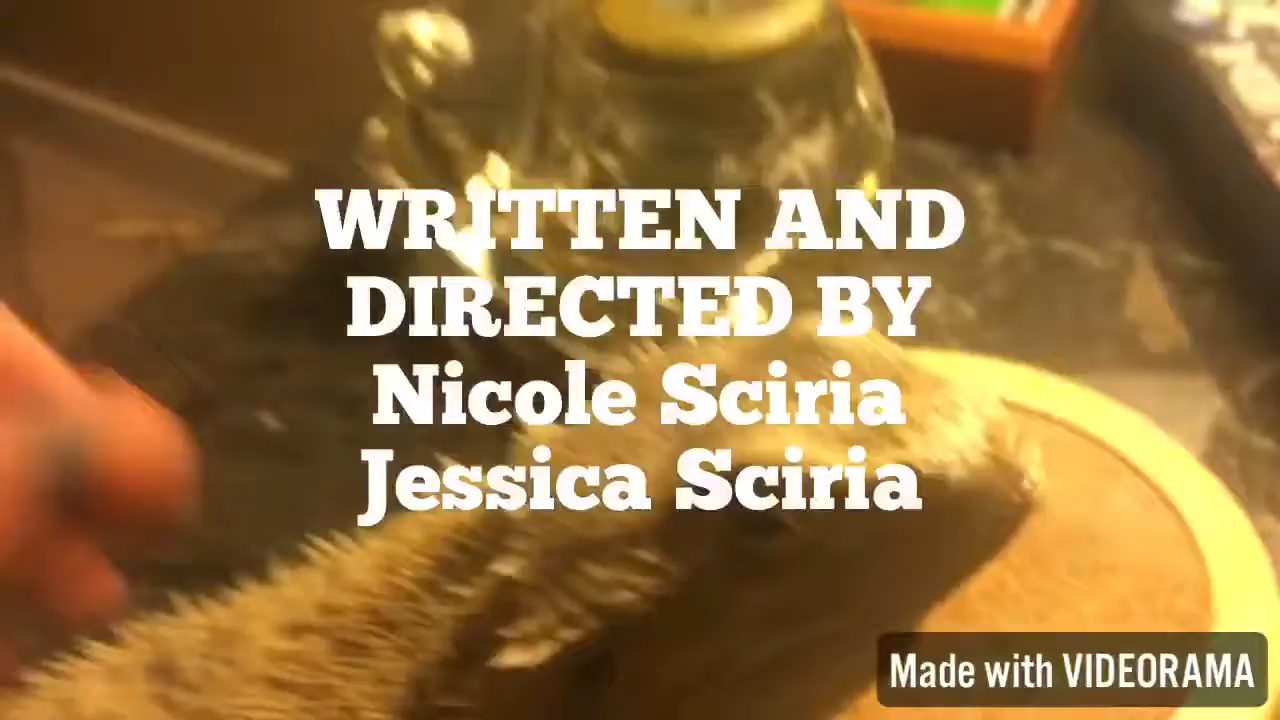 WRITTEN AND
DIRECTED BY
Nicole Sciria
Jessica Sciria
Made with VIDEORAMA